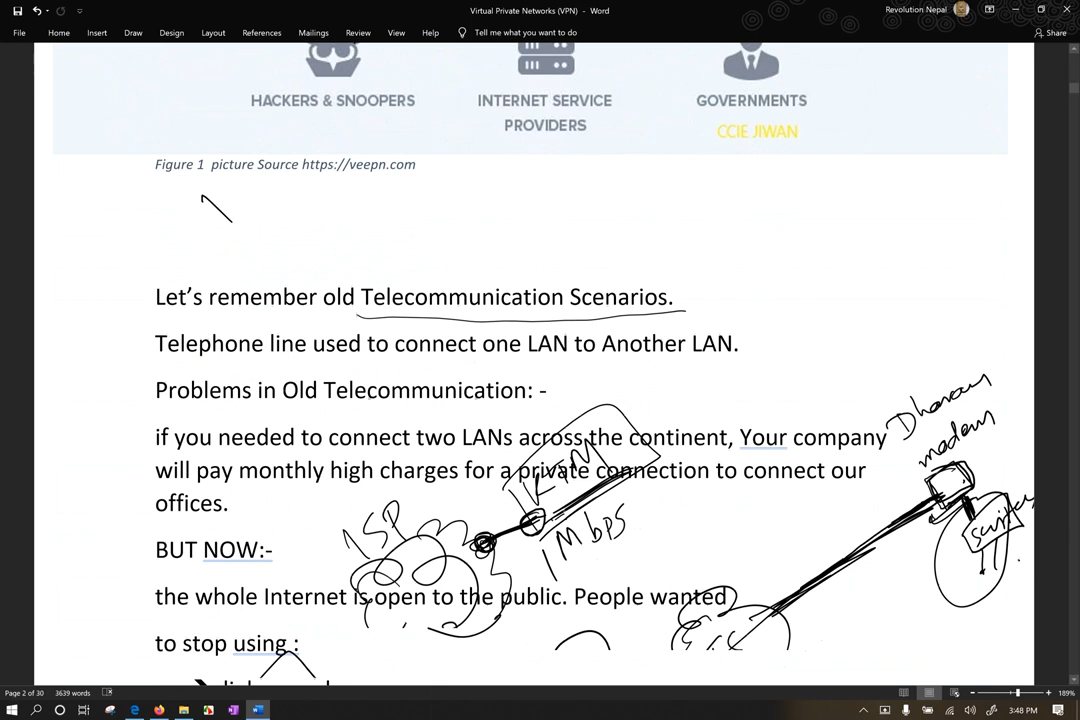 Virtual Private Networks (VPN) - Word
Revolution Nepal
File Home Insert Draw Design Layout References Mailings Review View Help Tell me what you want to do Share
HACKERS & SNOOPERS
INTERNET SERVICE
PROVIDERS
GOVERNMENTS
CCIE JIWAN
Figure 1 picture Source https://veepn.com
Let's remember old Telecommunication Scenarios.
Telephone line used to connect one LAN to Another LAN.
Problems in Old Telecommunication: -
Dharan
modem
if you needed to connect two LANs across the continent, Your company
will pay monthly high charges for a private connection to connect our
offices.
KTM
ISP
1Mbps
BUT NOW:-
the whole Internet is open to the public. People wanted
to stop using :
Page 2 of 30 3639 words
189%
3:48 PM